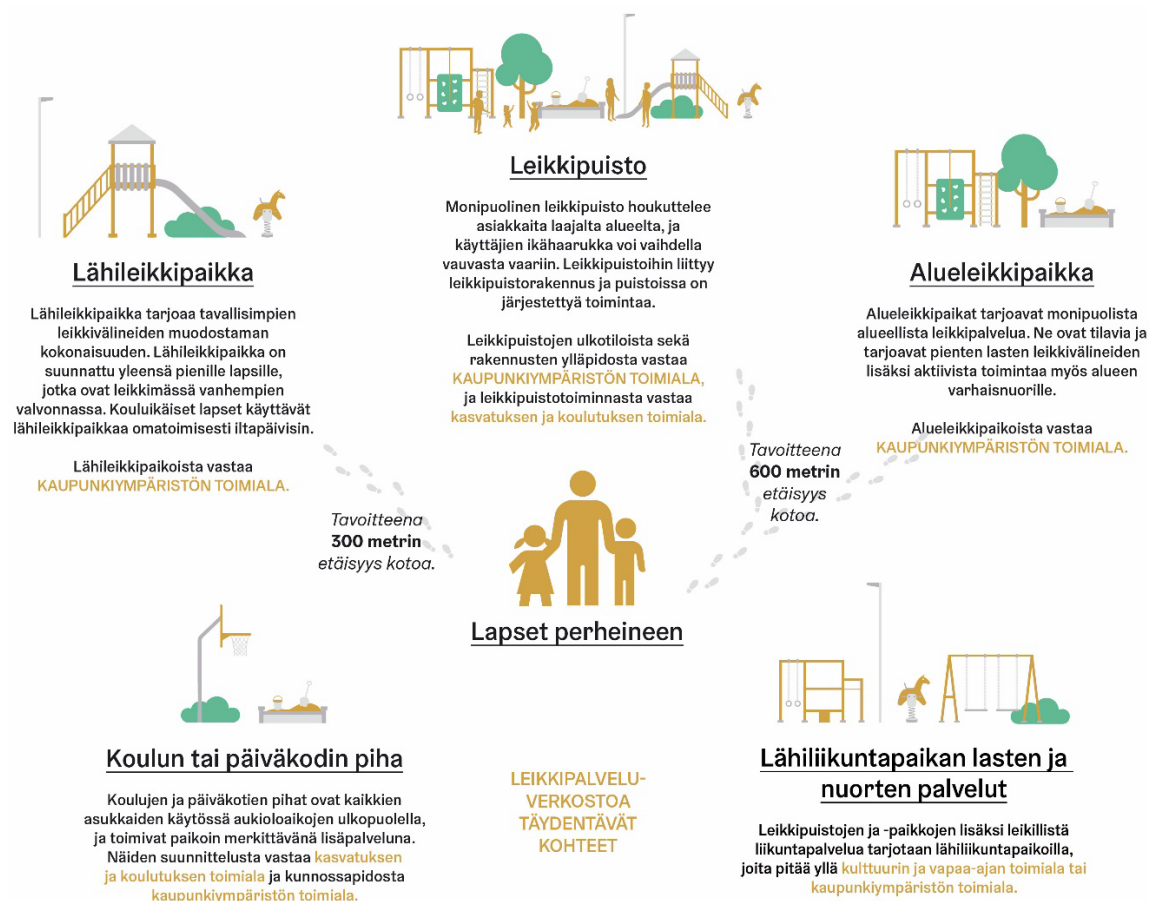 Leikkipuisto
Monipuolinen leikkipuisto houkuttelee
asiakkaita laajalta alueelta, ja
käyttäjien ikähaarukka voi vaihdella
vauvasta vaariin. Leikkipuistoihin liittyy
leikkipuistorakennus ja puistoissa on
järjestettyä toimintaa.
Leikkipuistojen ulkotiloista sekä
rakennusten ylläpidosta vastaa
KAUPUNKIYMPÄRISTÖN TOIMIALA,
ja leikkipuistotoiminnasta vastaa
kasvatuksen ja koulutuksen toimiala.
Lähileikkipaikka
Lähileikkipaikka tarjoaa tavallisimpien
leikkivälineiden muodostaman
kokonaisuuden. Lähileikkipaikka on
suunnattu yleensä pienille lapsille,
jotka ovat leikkimässä vanhempien
valvonnassa. Kouluikäiset lapset käyttävät
lähileikkipaikkaa omatoimisesti iltapäivisin.
Lähileikkipaikoista vastaa
KAUPUNKIYMPÄRISTÖN TOIMIALA.
Alueleikkipaikka
Alueleikkipaikat tarjoavat monipuolista
alueellista leikkipalvelua. Ne ovat tilavia ja
tarjoavat pienten lasten leikkivälineiden
lisäksi aktiivista toimintaa myös alueen
varhaisnuorille.
Alueleikkipaikoista vastaa
KAUPUNKIYMPÄRISTÖN TOIMIALA.
Tavoitteena
300 metrin
etäisyys kotoa.
Tavoitteena
600 metrin
etäisyys
kotoa.
Lapset perheineen
Koulun tai päiväkodin piha
Koulujen ja päiväkotien pihat ovat kaikkien
asukkaiden käytössä aukioloaikojen ulkopuolella,
ja toimivat paikoin merkittävänä lisäpalveluna.
Näiden suunnittelusta vastaa kasvatuksen
ja koulutuksen toimiala ja kunnossapidosta
kaupunkiympäristön toimiala.
LEIKKIPALVELU-
VERKOSTOA
TÄYDENTÄVÄT
KOHTEET
Lähiliikuntapaikan lasten ja
nuorten palvelut
Leikkipuistojen ja -paikkojen lisäksi leikillistä
liikuntapalvelua tarjotaan lähiliikuntapaikoilla,
joita pitää yllä kulttuurin ja vapaa-ajan toimiala tai
kaupunkiympäristön toimiala.